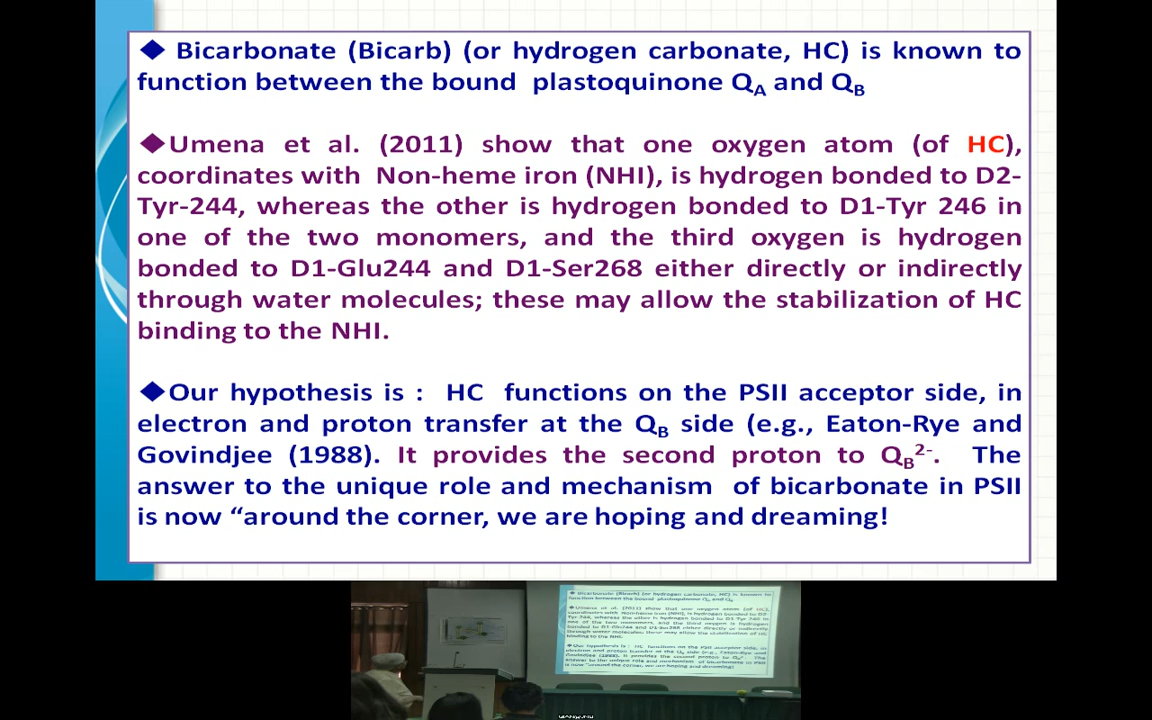 ◆ Bicarbonate (Bicarb) (or hydrogen carbonate, HC) is known to
function between the bound plastoquinone QA and QB
◆Umena et al. (2011) show that one oxygen atom (of HC),
coordinates with Non-heme iron (NHI), is hydrogen bonded to D2-
Tyr-244, whereas the other is hydrogen bonded to D1-Tyr 246 in
one of the two monomers, and the third oxygen is hydrogen
bonded to D1-Glu244 and D1-Ser268 either directly or indirectly
through water molecules; these may allow the stabilization of HC
binding to the NHI.
◆Our hypothesis is : HC functions on the PSII acceptor side, in
electron and proton transfer at the QB side (e.g., Eaton-Rye and
Govindjee (1988). It provides the second proton to QB2-. The
answer to the unique role and mechanism of bicarbonate in PSII
is now “around the corner, we are hoping and dreaming!